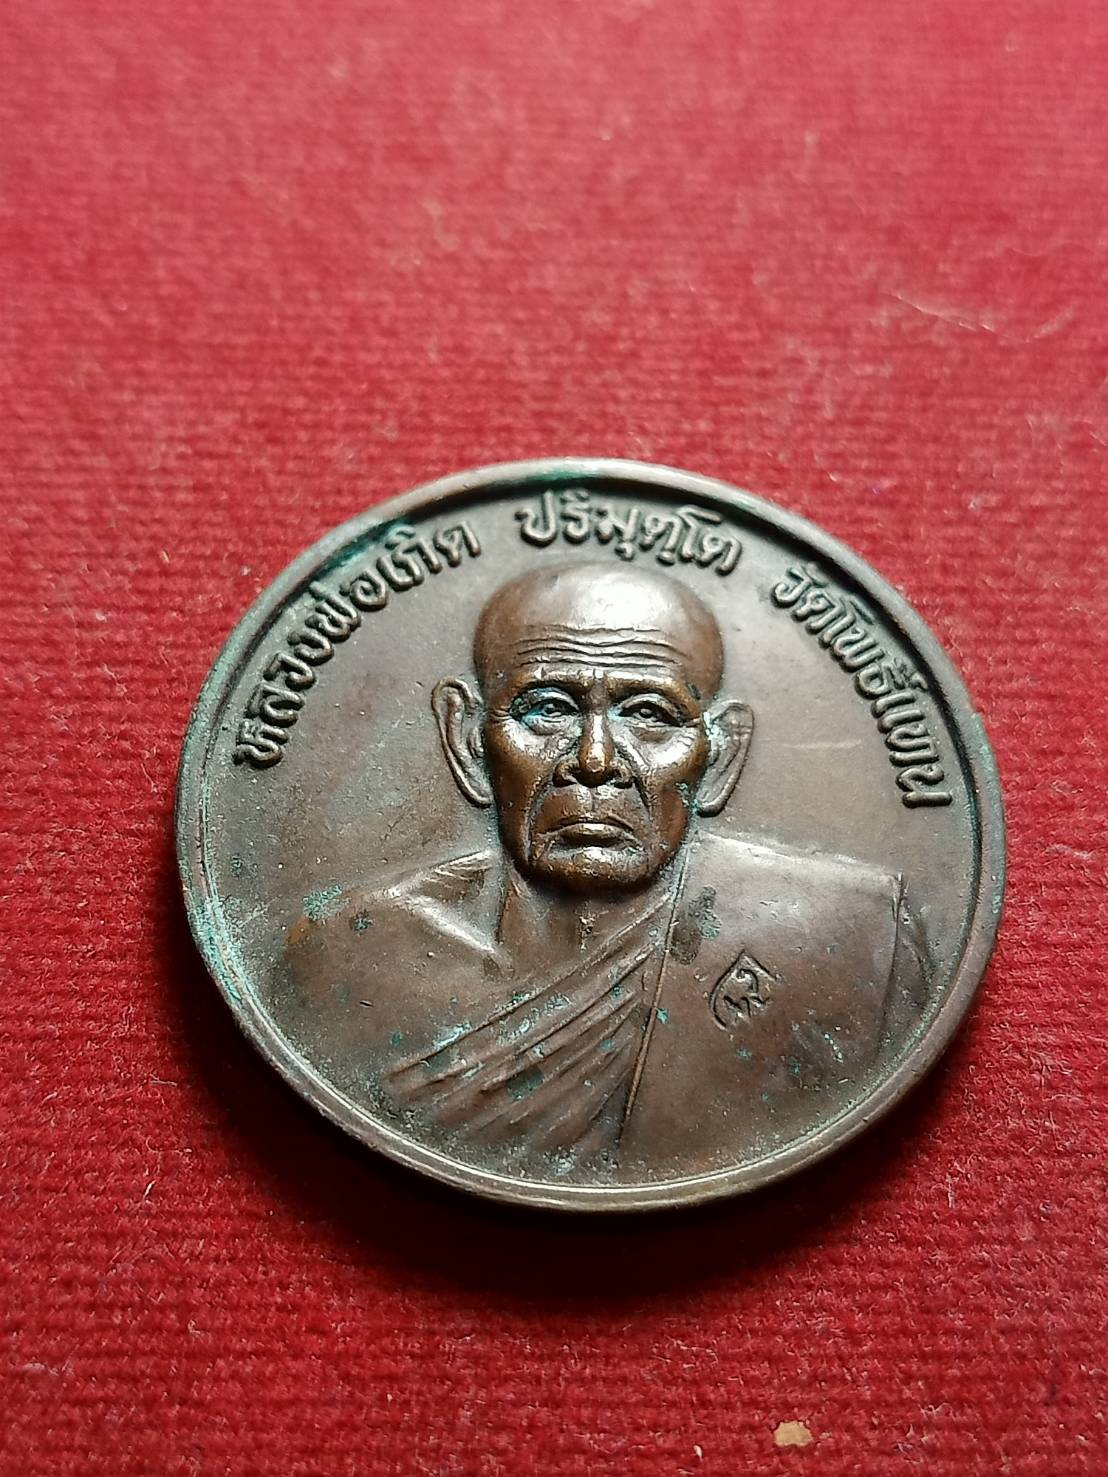 หลวงพ่อเกิด ปริมุตฺโต วัดโพธิ์แทน